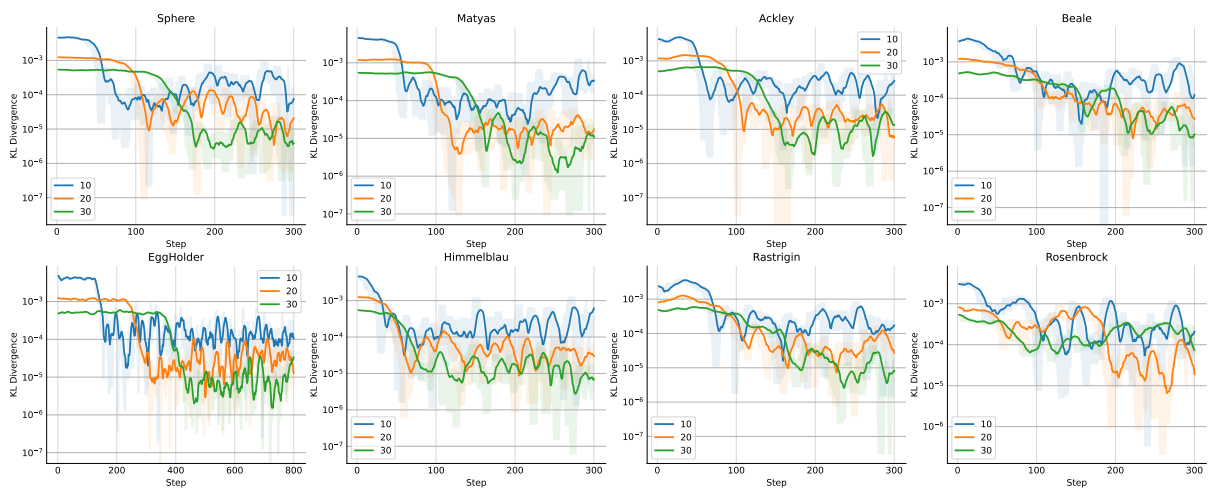 Sphere
KL Divergence
10⁻³
10⁻⁴
10⁻⁵
10⁻⁶
10⁻⁷
10
20
30
0 100 200 300
Step
Matyas
KL Divergence
10⁻³
10⁻⁴
10⁻⁵
10⁻⁶
10⁻⁷
10
20
30
0 100 200 300
Step
Ackley
KL Divergence
10⁻³
10⁻⁴
10⁻⁵
10⁻⁶
10⁻⁷
10
20
30
0 100 200 300
Step
Beale
KL Divergence
10⁻³
10⁻⁴
10⁻⁵
10⁻⁶
10⁻⁷
10
20
30
0 100 200 300
Step
EggHolder
KL Divergence
10⁻³
10⁻⁴
10⁻⁵
10⁻⁶
10⁻⁷
10
20
30
0 200 400 600 800
Step
Himmelblau
KL Divergence
10⁻³
10⁻⁴
10⁻⁵
10⁻⁶
10⁻⁷
10
20
30
0 100 200 300
Step
Rastrigin
KL Divergence
10⁻³
10⁻⁴
10⁻⁵
10⁻⁶
10⁻⁷
10
20
30
0 100 200 300
Step
Rosenbrock
KL Divergence
10⁻³
10⁻⁴
10⁻⁵
10⁻⁶
10
20
30
0 100 200 300
Step